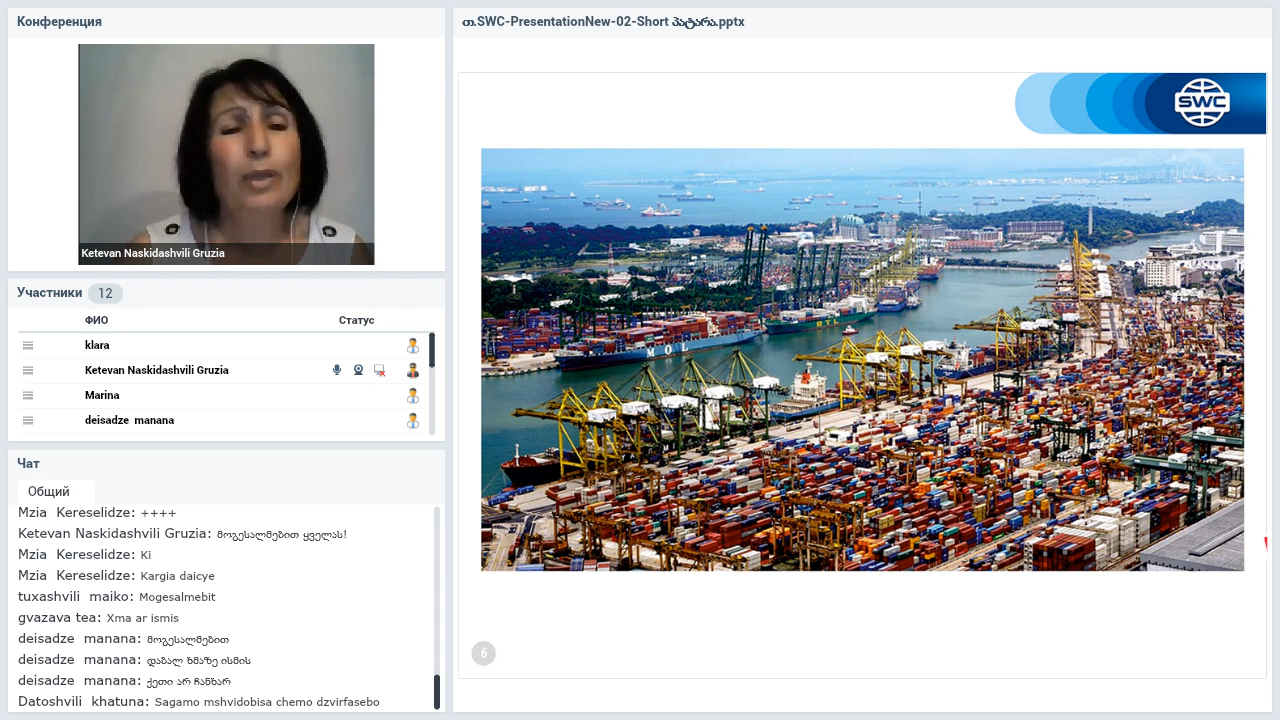 Конференция
Ketevan Naskidashvili Gruzia
Участники 12
ФИО Статус
klara
Ketevan Naskidashvili Gruzia
Marina
deisadze manana
Чат
Общий
Mzia Kereselidze: ++++
Ketevan Naskidashvili Gruzia: მოგესალმებით ყველას!
Mzia Kereselidze: Ki
Mzia Kereselidze: Kargia daicye
tuxashvili maiko: Mogesalmebit
gvazava tea: Xma ar ismis
deisadze manana: მოგესალმებით
deisadze manana: დაბალ ხმაზე ისმის
deisadze manana: ქეთი არ ჩანხარ
Datoshvili khatuna: Sagamo mshvidobisa chemo dzvirfasebo
თ.SWC-PresentationNew-02-Short პატარა.pptx
SWC
MOL
6